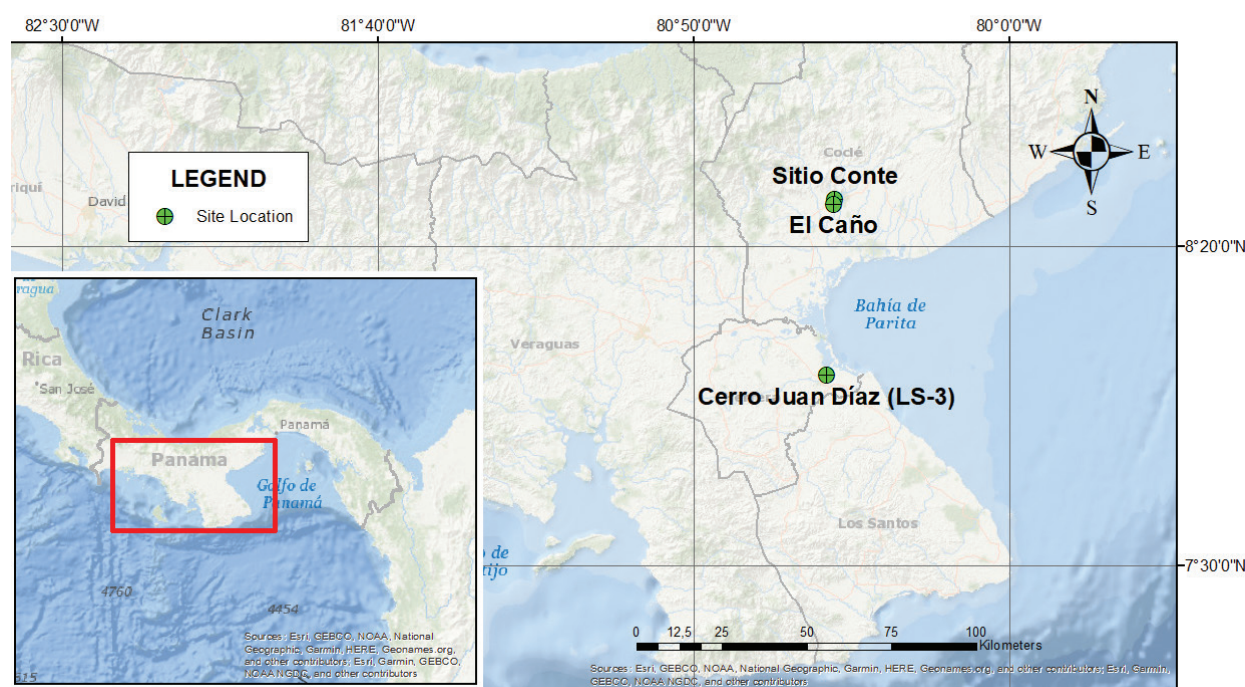 82°30'0"W
81°40'0"W
80°50'0"W
80°0'0"W
N
W
E
S
Coclé
Sitio Conte
El Caño
LEGEND
Site Location
David
8°20'0"N
Bahía de
Parita
Veraguas
Cerro Juan Díaz (LS-3)
Los Santos
7°30'0"N
Clark
Basin
Rica
San José
Panamá
Panama
Golfo de
Panamá
4760
4454
Sources: Esri, GEBCO, NOAA, National
Geographic, Garmin, HERE, Geonames.org,
and other contributors; Esri, Garmin, GEBCO,
NOAA NGDC, and other contributors
0 12,5 25 50 75 100
Kilometers
Sources: Esri, GEBCO, NOAA, National Geographic, Garmin, HERE, Geonames.org, and other contributors; Esri, Garmin,
GEBCO, NOAA NGDC, and other contributors